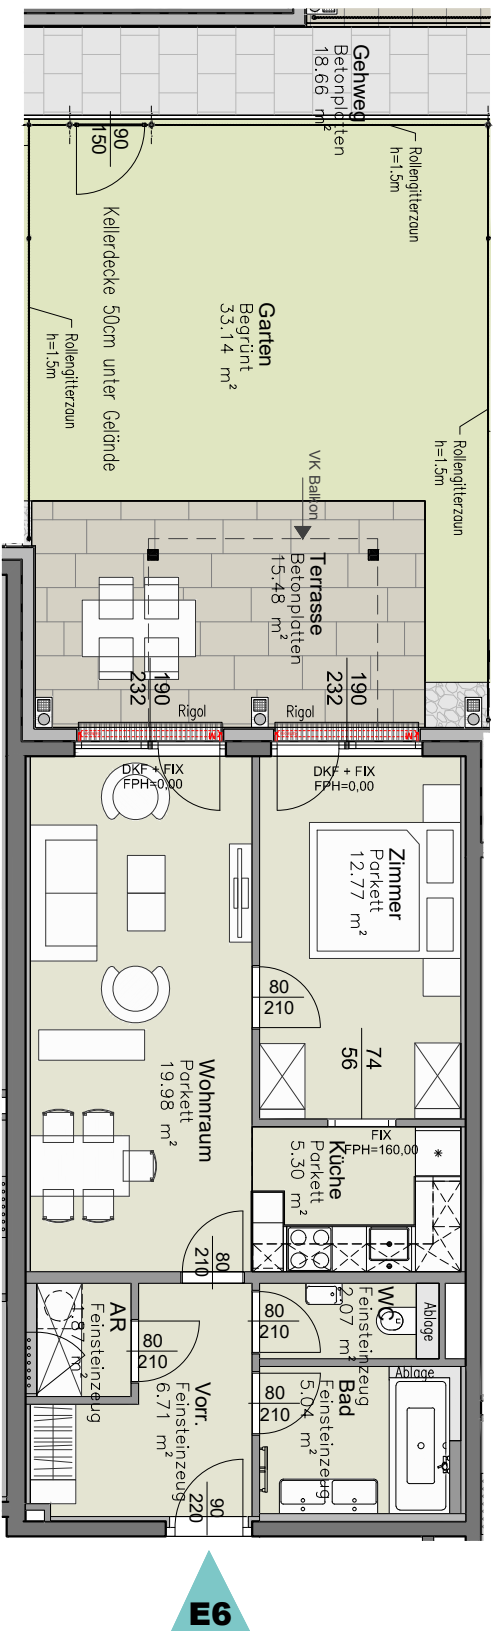 Gehweg
Betonplatten
18.66 m²
90
150
Rollengitterzaun
h=1.5m
Kellerdecke 50cm unter Gelände
Garten
Begrünt
33.14 m²
Rollengitterzaun
h=1.5m
Rollengitterzaun
h=1.5m
VK Balkon
Terrasse
Betonplatten
15.48 m²
190
232
190
232
Rigol
Rigol
DKF + FIX
FPH=0,00
DKF + FIX
FPH=0,00
Zimmer
Parkett
12.77 m²
80
210
74
56
FIX
FPH=160,00
Wohnraum
Parkett
19.98 m²
Küche
Parkett
5.30 m²
80
210
AR
Feinsteinzeug
1.87 m²
80
210
80
210
WC
Feinsteinzeug
2.07 m²
Ablage
Ablage
Vorr.
Feinsteinzeug
6.71 m²
80
210
Bad
Feinsteinzeug
5.04 m²
90
220
E6